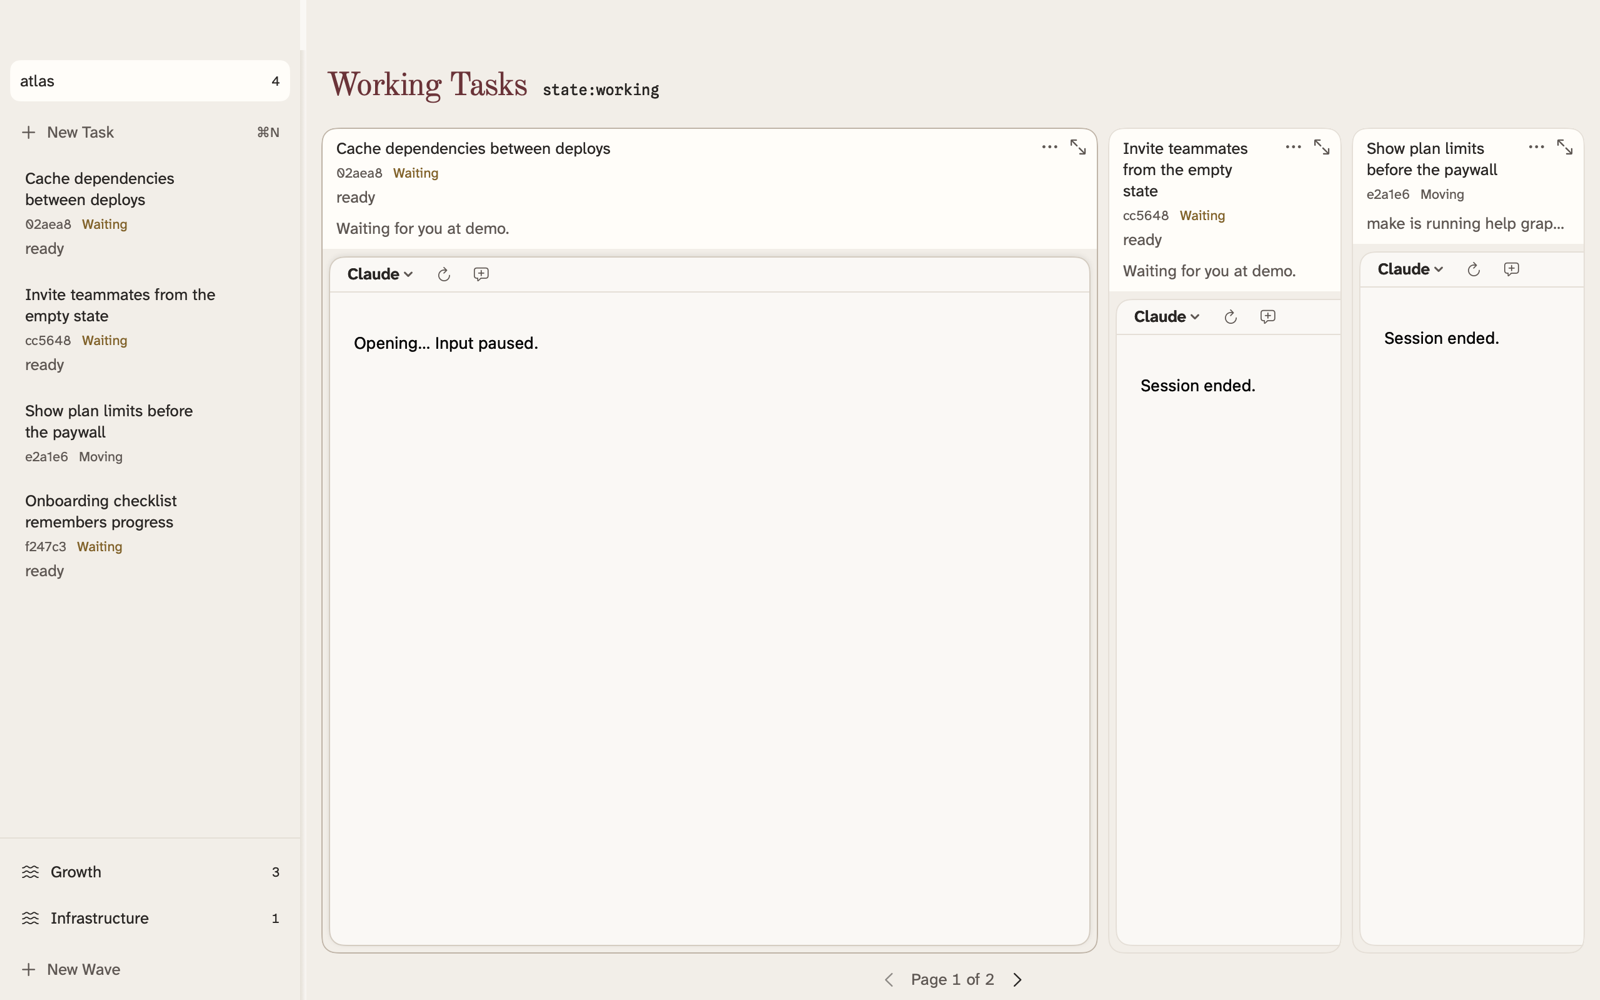 atlas 4
New Task ⌘N
Cache dependencies
between deploys
02aea8 Waiting
ready
Invite teammates from the
empty state
cc5648 Waiting
ready
Show plan limits before
the paywall
e2a1e6 Moving
Onboarding checklist
remembers progress
f247c3 Waiting
ready
Growth 3
Infrastructure 1
New Wave
Working Tasks state:working
Cache dependencies between deploys
02aea8 Waiting
ready
Waiting for you at demo.
Claude
Opening... Input paused.
Invite teammates
from the empty
state
cc5648 Waiting
ready
Waiting for you at demo.
Claude
Session ended.
Show plan limits
before the paywall
e2a1e6 Moving
make is running help grap...
Claude
Session ended.
Page 1 of 2